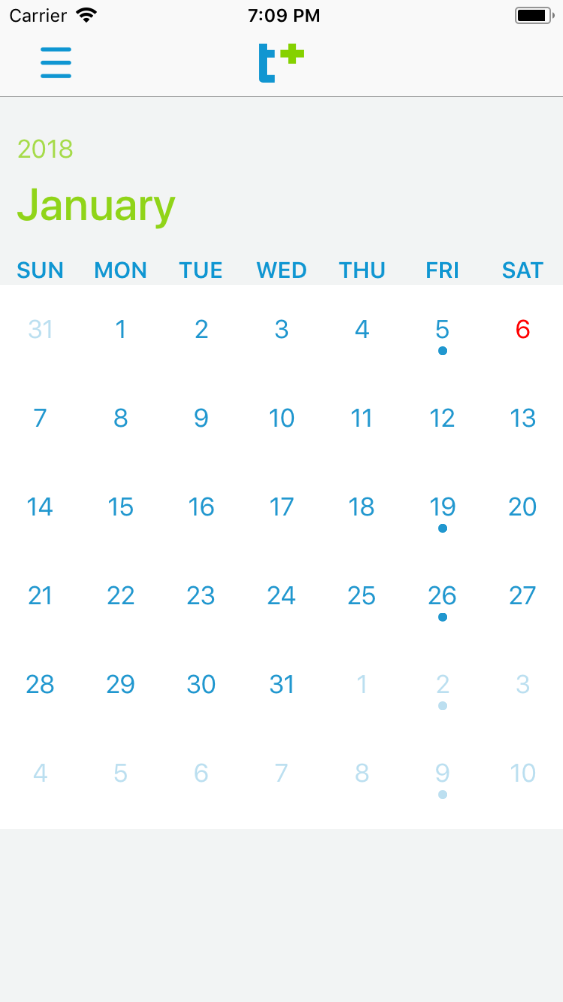 Carrier 7:09 PM
t+
2018
January
SUN MON TUE WED THU FRI SAT
31 1 2 3 4 5 6
7 8 9 10 11 12 13
14 15 16 17 18 19 20
21 22 23 24 25 26 27
28 29 30 31 1 2 3
4 5 6 7 8 9 10